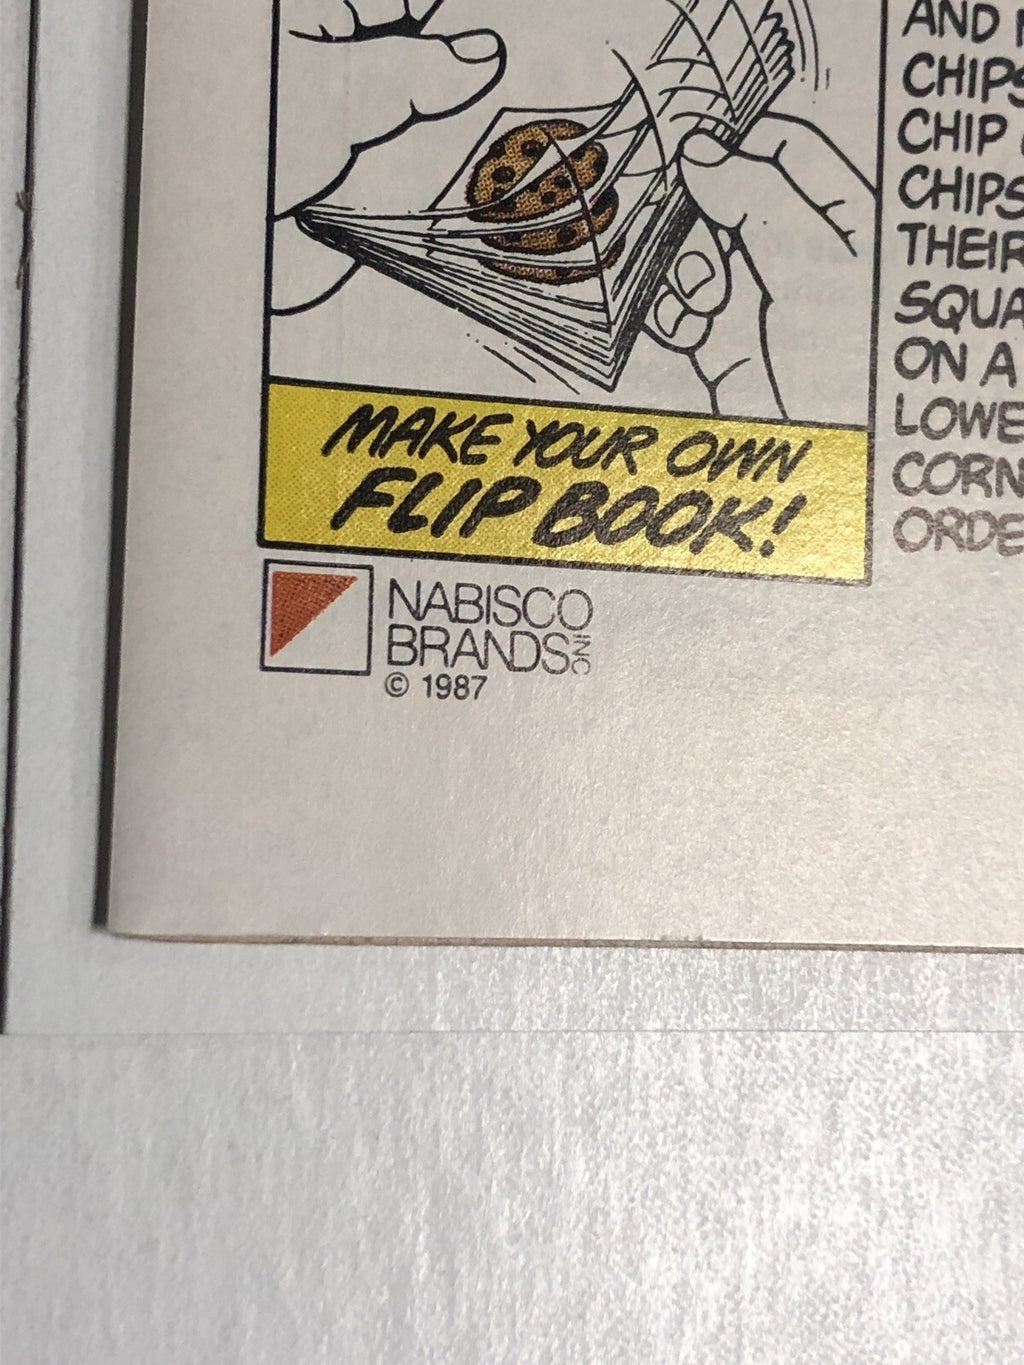 MAKE YOUR OWN
FLIP BOOK!
NABISCO
BRANDS INC
© 1987
AND
CHIPS
CHIP
CHIPS
THEIR
SQUA
ON A
LOWE
CORN
ORDE